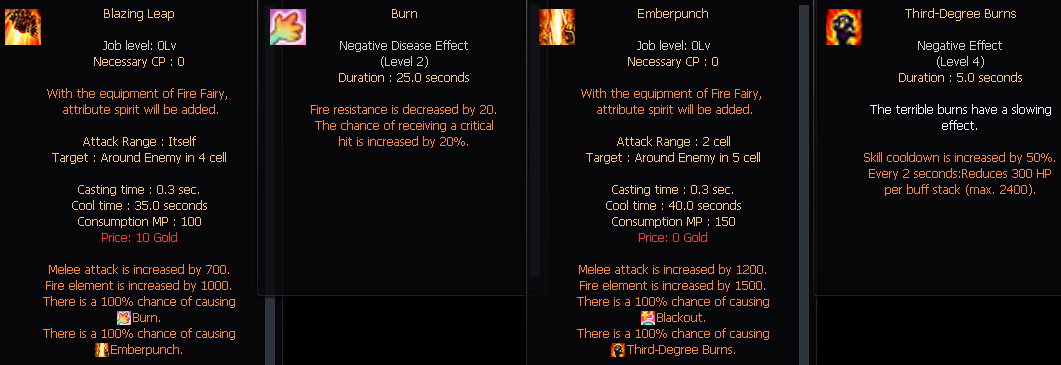 Blazing Leap
Job level: 0Lv
Necessary CP : 0
With the equipment of Fire Fairy,
attribute spirit will be added.
Attack Range : Itself
Target : Around Enemy in 4 cell
Casting time : 0.3 sec.
Cool time : 35.0 seconds
Consumption MP : 100
Price: 10 Gold
Melee attack is increased by 700.
Fire element is increased by 1000.
There is a 100% chance of causing
Burn.
There is a 100% chance of causing
Emberpunch.
Burn
Negative Disease Effect
(Level 2)
Duration : 25.0 seconds
Fire resistance is decreased by 20.
The chance of receiving a critical
hit is increased by 20%.
Emberpunch
Job level: 0Lv
Necessary CP : 0
With the equipment of Fire Fairy,
attribute spirit will be added.
Attack Range : 2 cell
Target : Around Enemy in 5 cell
Casting time : 0.3 sec.
Cool time : 40.0 seconds
Consumption MP : 150
Price: 0 Gold
Melee attack is increased by 1200.
Fire element is increased by 1500.
There is a 100% chance of causing
Blackout.
There is a 100% chance of causing
Third-Degree Burns.
Third-Degree Burns
Negative Effect
(Level 4)
Duration : 5.0 seconds
The terrible burns have a slowing
effect.
Skill cooldown is increased by 50%.
Every 2 seconds:Reduces 300 HP
per buff stack (max. 2400).